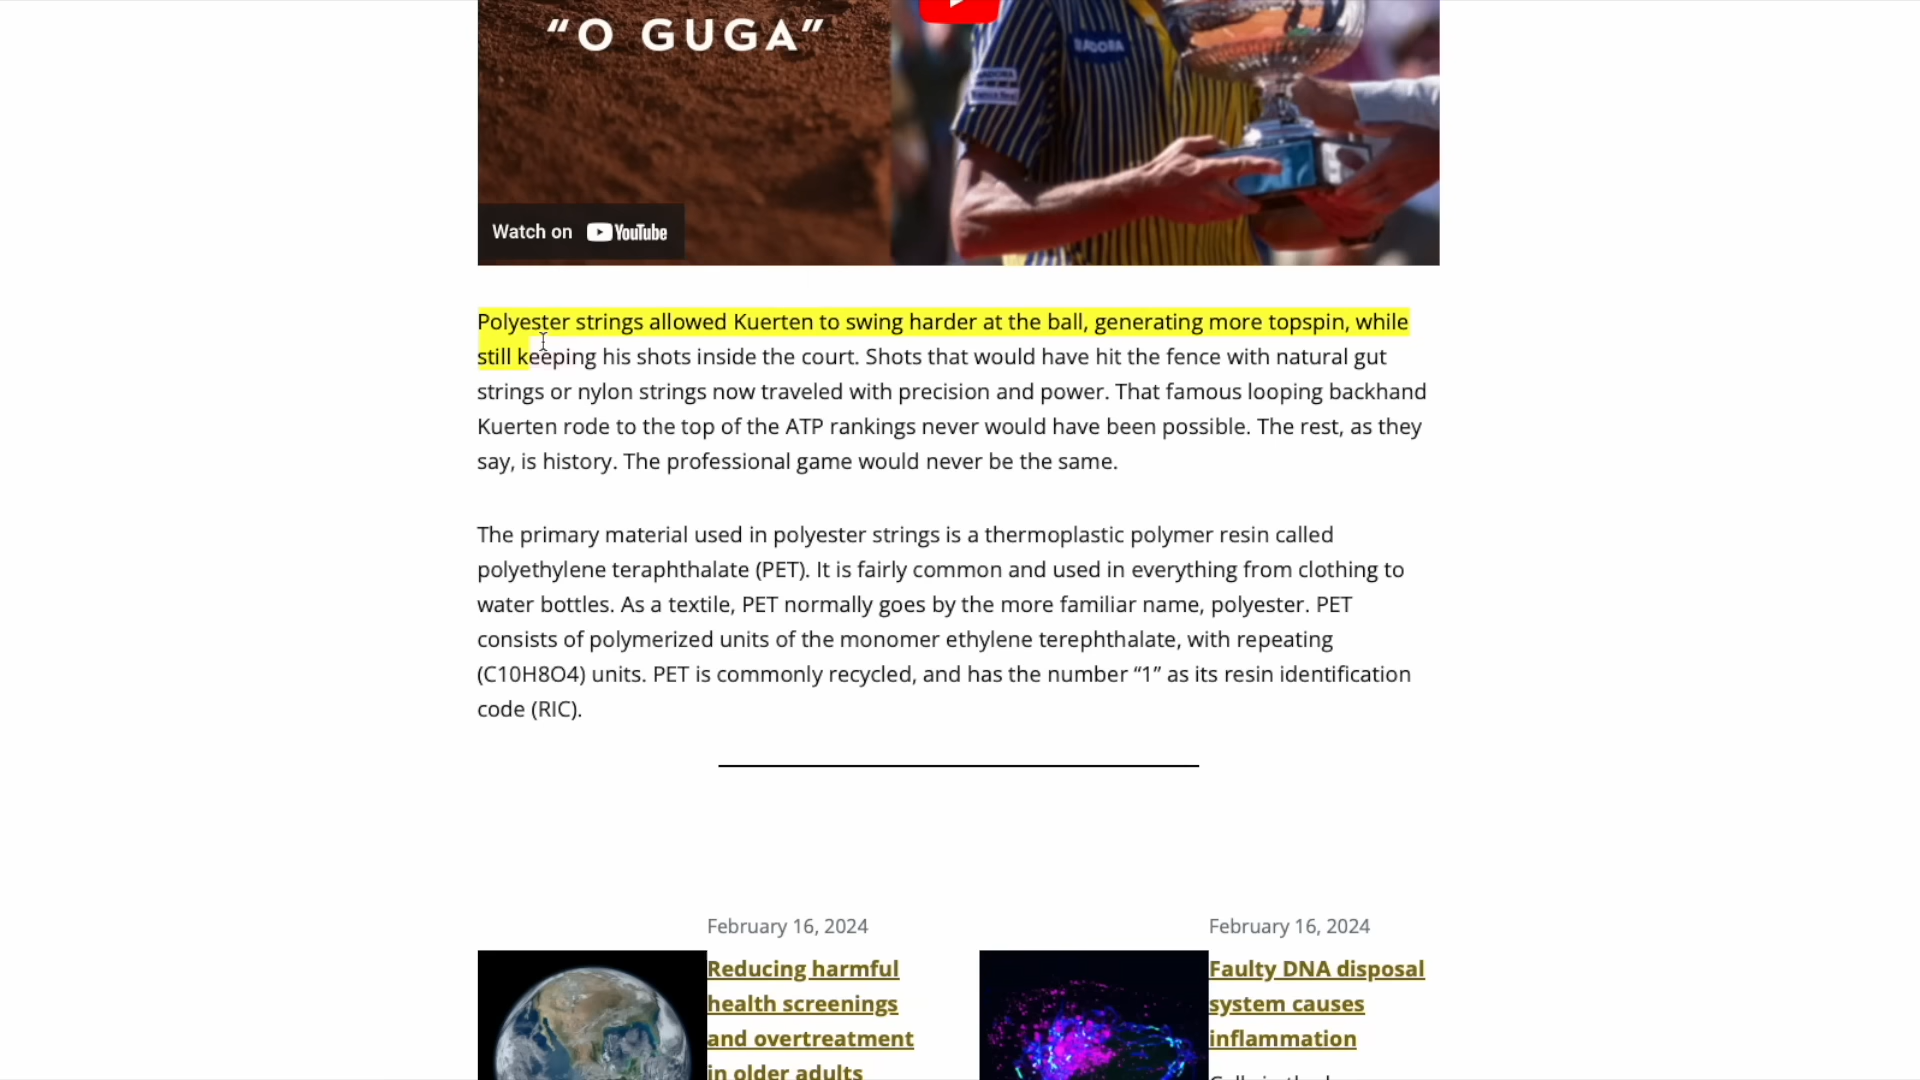 “O GUGA”
DIADORA
Watch on YouTube
Polyester strings allowed Kuerten to swing harder at the ball, generating more topspin, while
still keeping his shots inside the court. Shots that would have hit the fence with natural gut
strings or nylon strings now traveled with precision and power. That famous looping backhand
Kuerten rode to the top of the ATP rankings never would have been possible. The rest, as they
say, is history. The professional game would never be the same.
The primary material used in polyester strings is a thermoplastic polymer resin called
polyethylene teraphthalate (PET). It is fairly common and used in everything from clothing to
water bottles. As a textile, PET normally goes by the more familiar name, polyester. PET
consists of polymerized units of the monomer ethylene terephthalate, with repeating
(C10H8O4) units. PET is commonly recycled, and has the number “1” as its resin identification
code (RIC).
February 16, 2024
Reducing harmful
health screenings
and overtreatment
in older adults
February 16, 2024
Faulty DNA disposal
system causes
inflammation